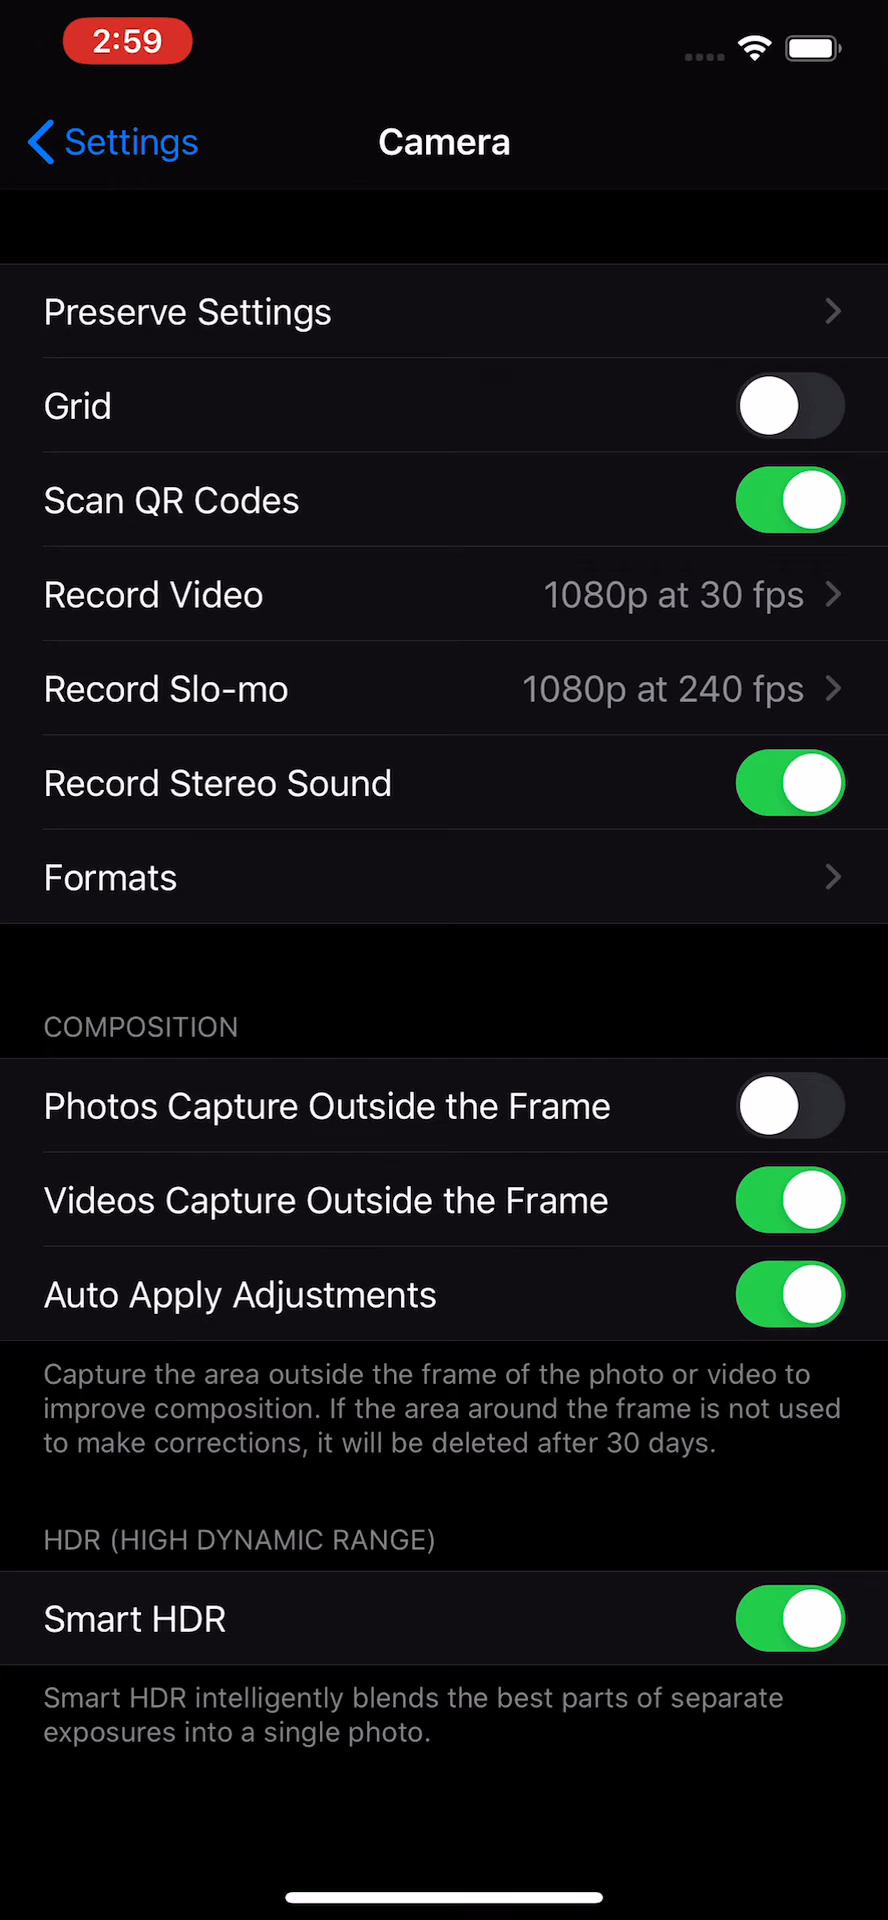 2:59
Settings
Camera
Preserve Settings
Grid
Scan QR Codes
Record Video 1080p at 30 fps
Record Slo-mo 1080p at 240 fps
Record Stereo Sound
Formats
COMPOSITION
Photos Capture Outside the Frame
Videos Capture Outside the Frame
Auto Apply Adjustments
Capture the area outside the frame of the photo or video to
improve composition. If the area around the frame is not used
to make corrections, it will be deleted after 30 days.
HDR (HIGH DYNAMIC RANGE)
Smart HDR
Smart HDR intelligently blends the best parts of separate
exposures into a single photo.